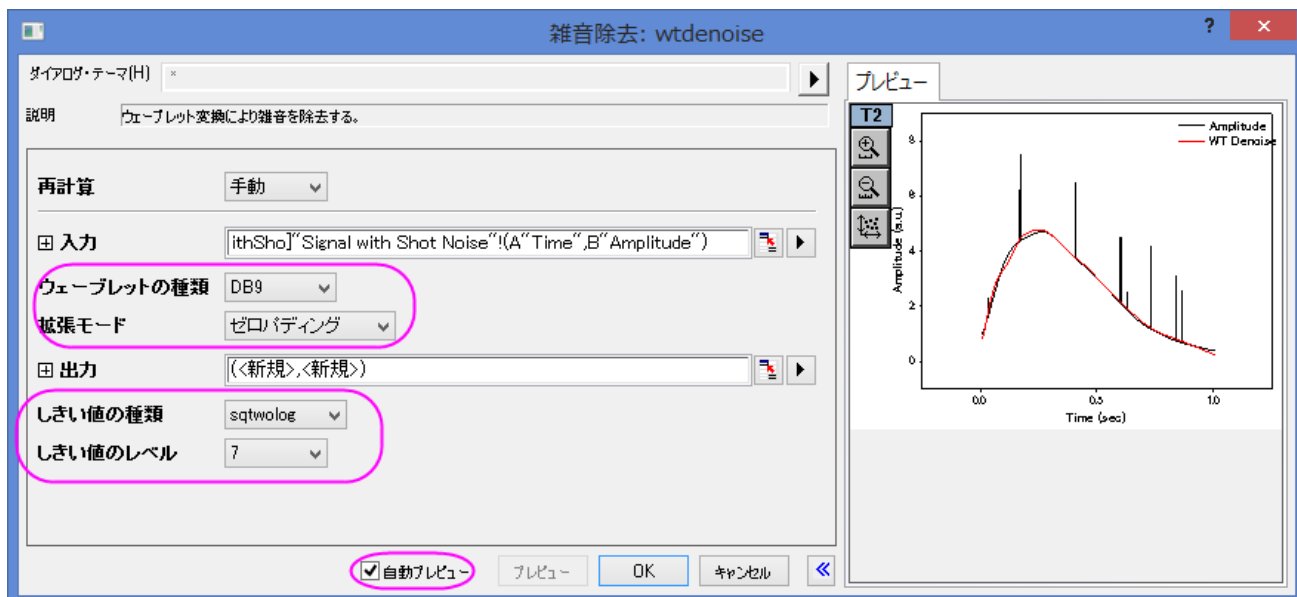 雑音除去: wtdenoise
?
×
ダイアログ・テーマ(H)
*
説明
ウェーブレット変換により雑音を除去する。
再計算
手動
入力
ithSho]"Signal with Shot Noise"!(A"Time",B"Amplitude")
ウェーブレットの種類
DB9
拡張モード
ゼロパディング
出力
(<新規>,<新規>)
しきい値の種類
sqtwolog
しきい値のレベル
7
自動プレビュー
プレビュー
OK
キャンセル
プレビュー
T2
Amplitude
WT Denoise
8
6
4
2
0
Amplitude (a.u.)
0.0
0.5
1.0
Time (sec)